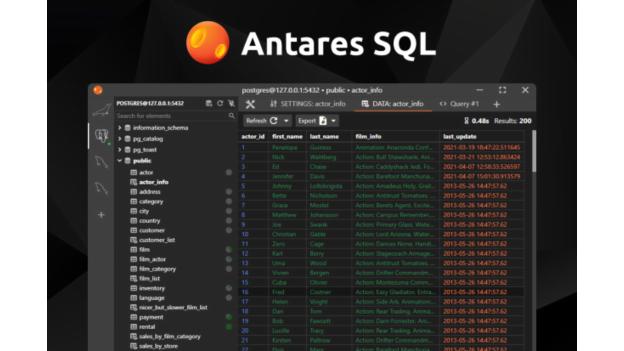 Antares SQL
postgres@127.0.0.1:5432 • public • actor_info
POSTGRES@127.0.0.1:5432
SETTINGS: actor_info
DATA: actor_info
Query #1
Search for elements
Refresh
Export
0.48s Results: 200
information_schema
pg_catalog
pg_toast
public
actor
actor_info
address
category
city
country
customer
customer_list
film
film_actor
film_category
film_list
inventory
language
nicer_but_slower_film_list
payment
rental
sales_by_film_category
sales_by_store
actor_id first_name last_name film_info last_update
1 Penelope Guiness Animation: Anaconda Conf... 2021-03-19 18:47:22.511645
2 Nick Wahlberg Action: Bull Shawshank, Ani... 2021-03-21 12:53:12.863424
3 Ed Chase Action: Caddyshack Jedi, Fo... 2021-04-07 12:58:33.526597
4 Jennifer Davis Action: Barefoot Manchuria... 2021-04-07 15:01:30.913579
5 Johnny Lollobrigida Action: Amadeus Holy, Grail... 2013-05-26 14:47:57.62
6 Bette Nicholson Action: Antitrust Tomatoes... 2013-05-26 14:47:57.62
7 Grace Mostel Action: Berets Agent, Excite... 2013-05-26 14:47:57.62
8 Matthew Johansson Action: Campus Remember... 2013-05-26 14:47:57.62
9 Joe Swank Action: Primary Glass, Wate... 2013-05-26 14:47:57.62
10 Christian Gable Action: Lord Arizona, Water... 2013-05-26 14:47:57.62
11 Zero Cage Action: Dances None, Handi... 2013-05-26 14:47:57.62
12 Karl Berry Action: Stagecoach Armage... 2013-05-26 14:47:57.62
13 Uma Wood Action: Antitrust Tomatoes... 2013-05-26 14:47:57.62
14 Vivien Bergen Action: Drifter Commandm... 2013-05-26 14:47:57.62
15 Cuba Olivier Action: Montezuma Comm... 2013-05-26 14:47:57.62
16 Fred Costner Action: Easy Gladiator, Entra... 2013-05-26 14:47:57.62
17 Helen Voight Action: Side Ark, Animation:... 2013-05-26 14:47:57.62
18 Dan Torn Action: Rear Trading, Anima... 2013-05-26 14:47:57.62
19 Bob Fawcett Action: Darn Forrester, Ani... 2013-05-26 14:47:57.62
20 Lucille Tracy Action: Rear Trading, Anima... 2013-05-26 14:47:57.62
21 Kirsten Paltrow Action: Drifter Commandm... 2013-05-26 14:47:57.62